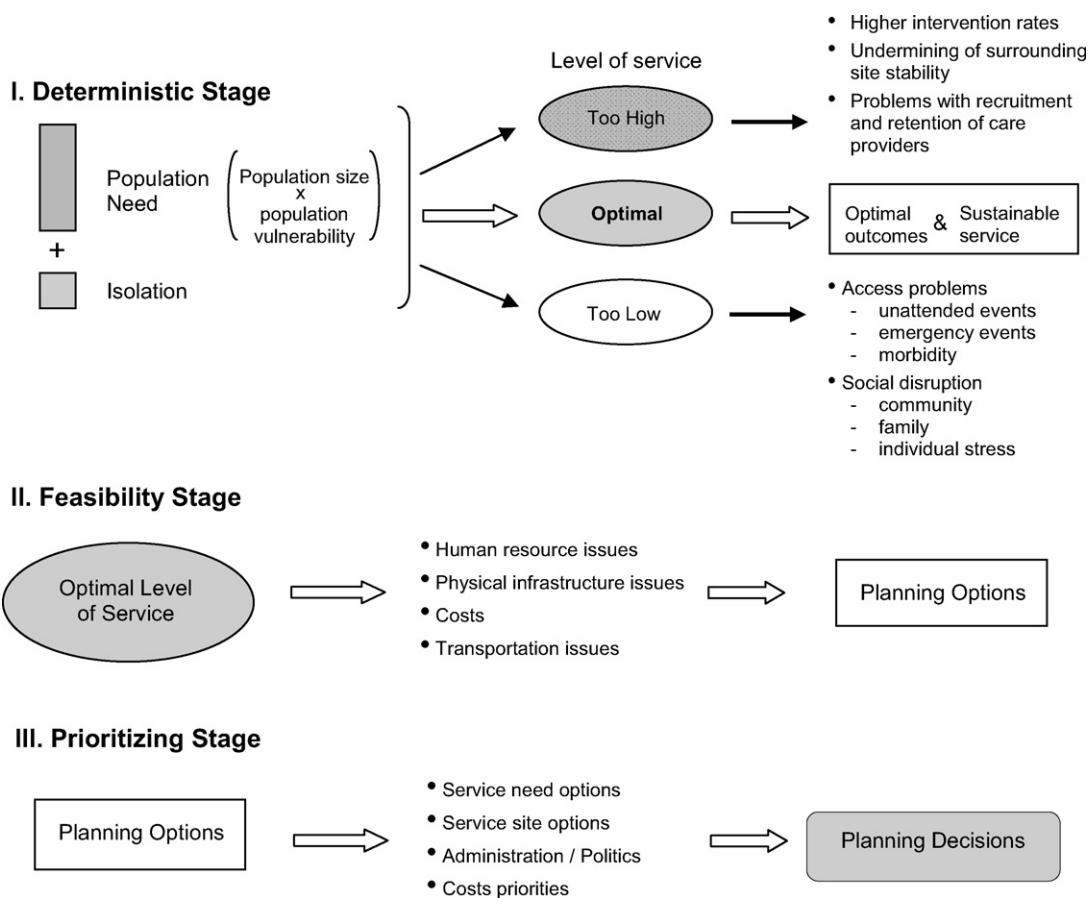 I. Deterministic Stage
Population
Need
Population size
x
population
vulnerability
+
Isolation
Level of service
Too High
• Higher intervention rates
• Undermining of surrounding
site stability
• Problems with recruitment
and retention of care
providers
Optimal
Optimal
outcomes
&
Sustainable
service
Too Low
• Access problems
- unattended events
- emergency events
- morbidity
• Social disruption
- community
- family
- individual stress
II. Feasibility Stage
Optimal Level
of Service
• Human resource issues
• Physical infrastructure issues
• Costs
• Transportation issues
Planning Options
III. Prioritizing Stage
Planning Options
• Service need options
• Service site options
• Administration / Politics
• Costs priorities
Planning Decisions